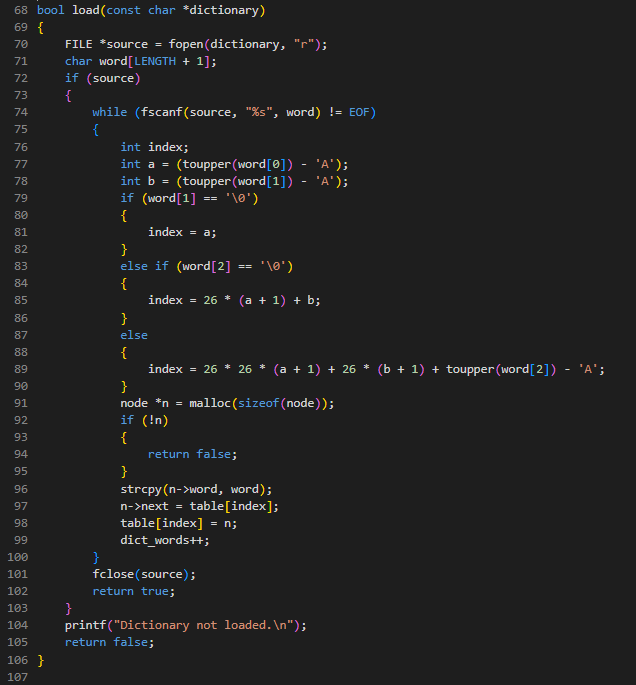 68 bool load(const char *dictionary)
69 {
70     FILE *source = fopen(dictionary, "r");
71     char word[LENGTH + 1];
72     if (source)
73     {
74         while (fscanf(source, "%s", word) != EOF)
75         {
76             int index;
77             int a = (toupper(word[0]) - 'A');
78             int b = (toupper(word[1]) - 'A');
79             if (word[1] == '\0')
80             {
81                 index = a;
82             }
83             else if (word[2] == '\0')
84             {
85                 index = 26 * (a + 1) + b;
86             }
87             else
88             {
89                 index = 26 * 26 * (a + 1) + 26 * (b + 1) + toupper(word[2]) - 'A';
90             }
91             node *n = malloc(sizeof(node));
92             if (!n)
93             {
94                 return false;
95             }
96             strcpy(n->word, word);
97             n->next = table[index];
98             table[index] = n;
99             dict_words++;
100         }
101         fclose(source);
102         return true;
103     }
104     printf("Dictionary not loaded.\n");
105     return false;
106 }
107